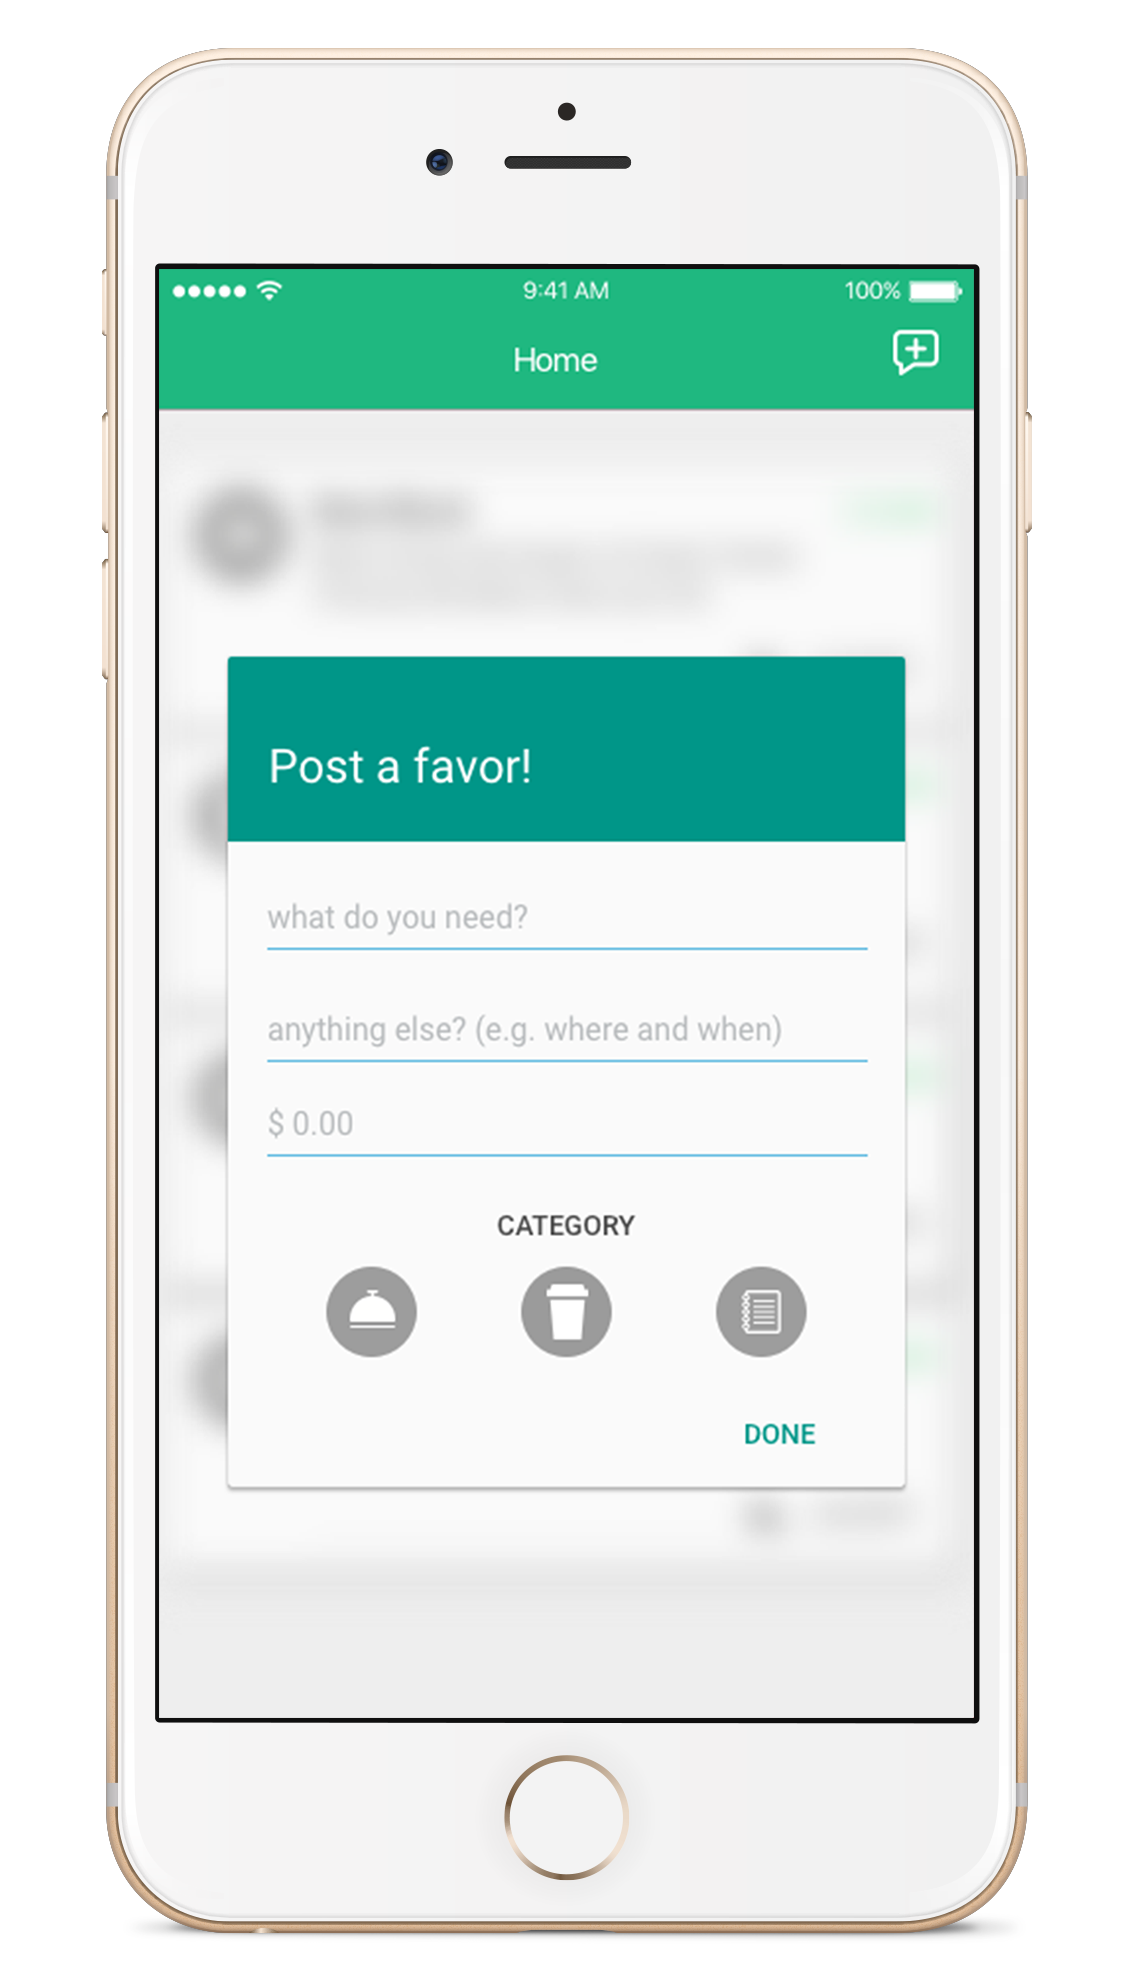 9:41 AM
100%
Home
Post a favor!
what do you need?
anything else? (e.g. where and when)
$ 0.00
CATEGORY
DONE